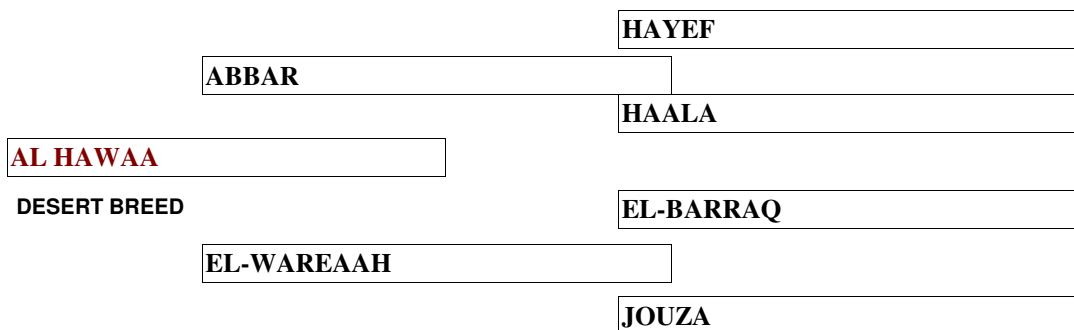 HAYEF
ABBAR
HAALA
AL HAWAA
DESERT BREED
EL-BARRAQ
EL-WAREAAH
JOUZA